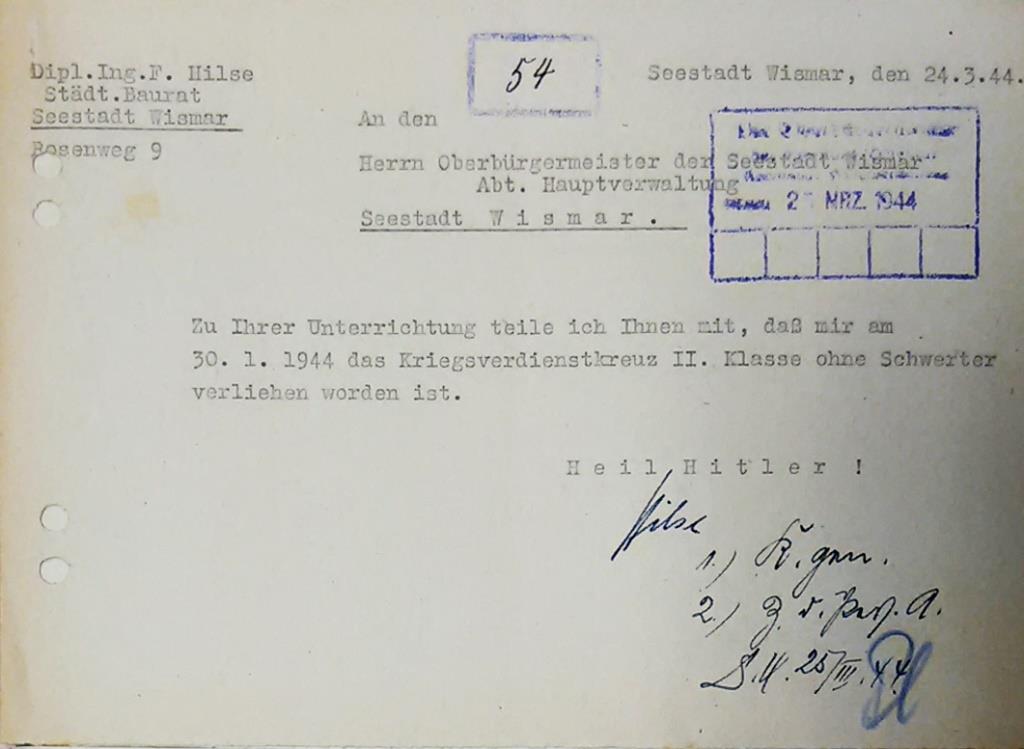 Dipl.Ing.F. Hilse
Städt.Baurat
Seestadt Wismar
Rosenweg 9
54
Seestadt Wismar, den 24.3.44.
An den
Herrn Oberbürgermeister der Seestadt Wismar
Abt. Hauptverwaltung
Seestadt W i s m a r .
MRZ. 1944
Zu Ihrer Unterrichtung teile ich Ihnen mit, daß mir am
30. 1. 1944 das Kriegsverdienstkreuz II. Klasse ohne Schwerter
verliehen worden ist.
H e i l H i t l e r !
Hilse
1.) K. gen.
2.) Z. d. Pers. A.
25/III. 44